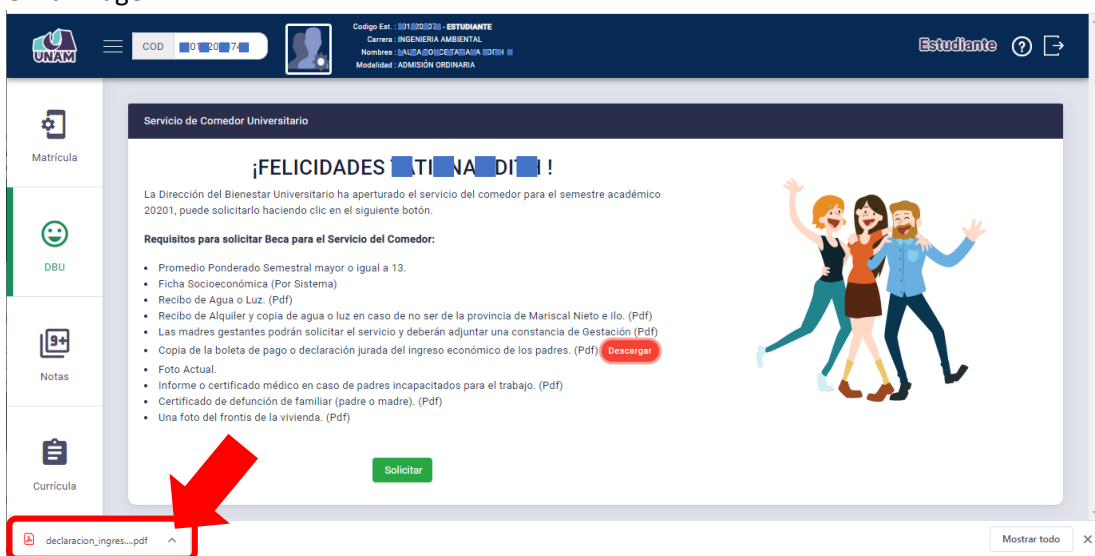 UNAM
COD
Codigo Est. : - ESTUDIANTE
Carrera : INGENIERIA AMBIENTAL
Nombres :
Modalidad : ADMISIÓN ORDINARIA
Estudiante
Matrícula
DBU
9+
Notas
Currícula
Servicio de Comedor Universitario
¡FELICIDADES !
La Dirección del Bienestar Universitario ha aperturado el servicio del comedor para el semestre académico
20201, puede solicitarlo haciendo clic en el siguiente botón.
Requisitos para solicitar Beca para el Servicio del Comedor:
• Promedio Ponderado Semestral mayor o igual a 13.
• Ficha Socioeconómica (Por Sistema)
• Recibo de Agua o Luz. (Pdf)
• Recibo de Alquiler y copia de agua o luz en caso de no ser de la provincia de Mariscal Nieto e Ilo. (Pdf)
• Las madres gestantes podrán solicitar el servicio y deberán adjuntar una constancia de Gestación (Pdf)
• Copia de la boleta de pago o declaración jurada del ingreso económico de los padres. (Pdf) Descargar
• Foto Actual.
• Informe o certificado médico en caso de padres incapacitados para el trabajo. (Pdf)
• Certificado de defunción de familiar (padre o madre). (Pdf)
• Una foto del frontis de la vivienda. (Pdf)
Solicitar
declaracion_ingres....pdf
Mostrar todo